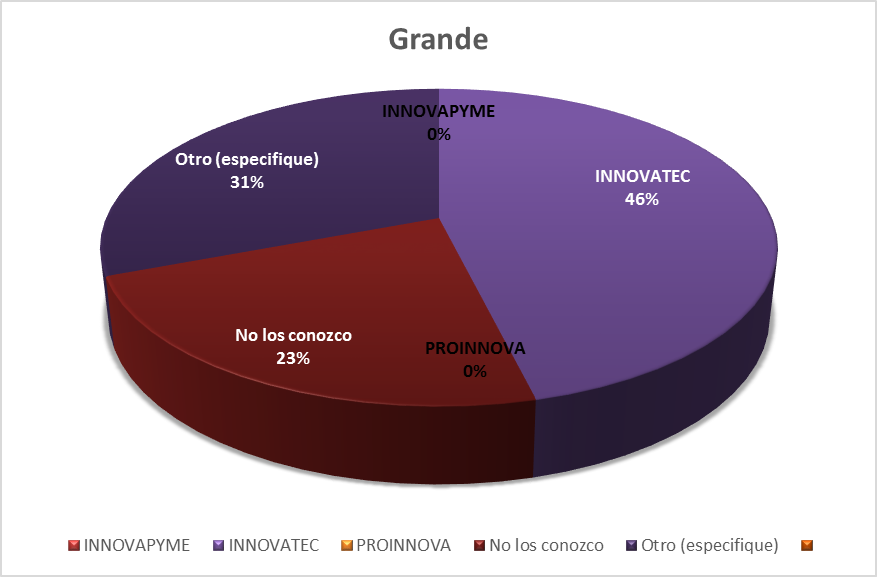 Grande
INNOVAPYME
0%
Otro (especifique)
31%
INNOVATEC
46%
No los conozco
23%
PROINNOVA
0%
INNOVAPYME INNOVATEC PROINNOVA No los conozco Otro (especifique)